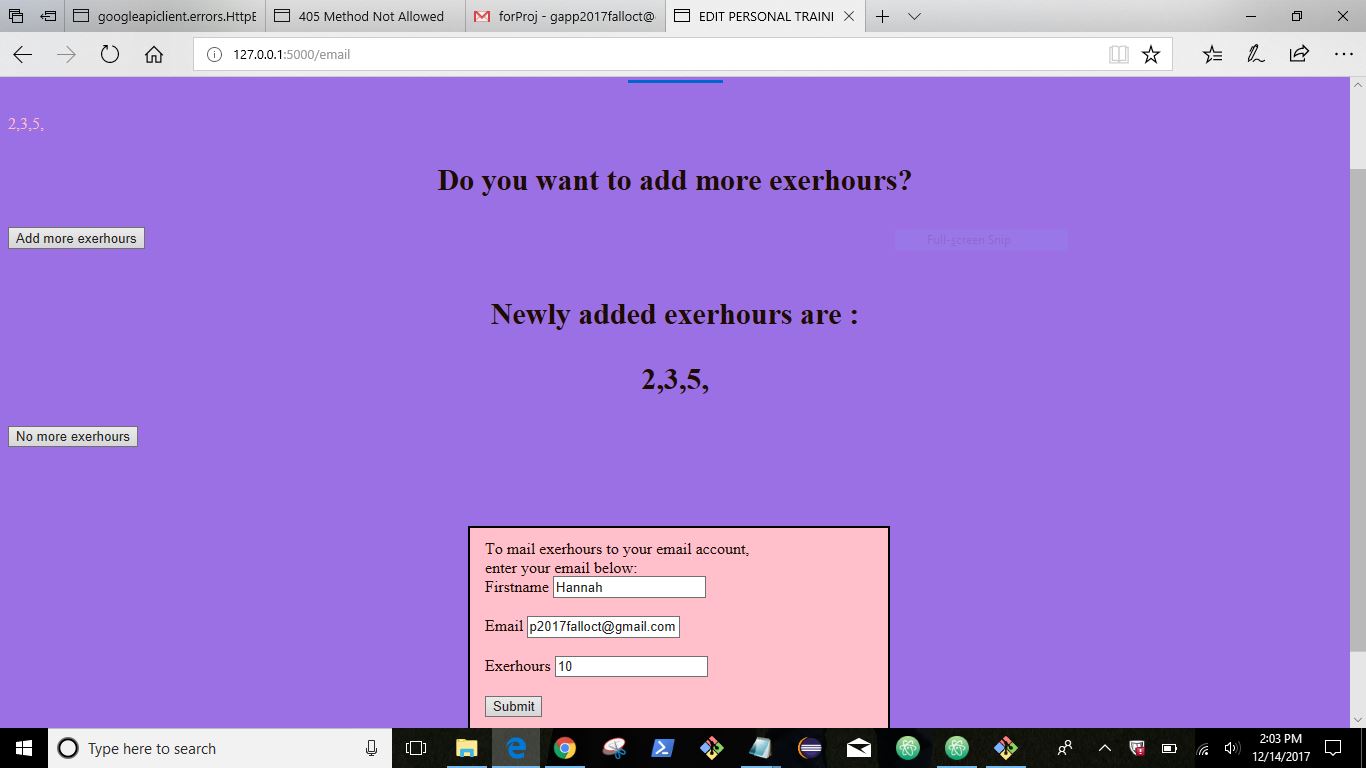 googleapiclient.errors.HttpE
405 Method Not Allowed
forProj - gapp2017falloct@
EDIT PERSONAL TRAINI
127.0.0.1:5000/email
2,3,5,
Do you want to add more exerhours?
Add more exerhours
Full-screen Snip
Newly added exerhours are :
2,3,5,
No more exerhours
To mail exerhours to your email account,
enter your email below:
Firstname Hannah
Email p2017falloct@gmail.com
Exerhours 10
Submit
Type here to search
2:03 PM
12/14/2017